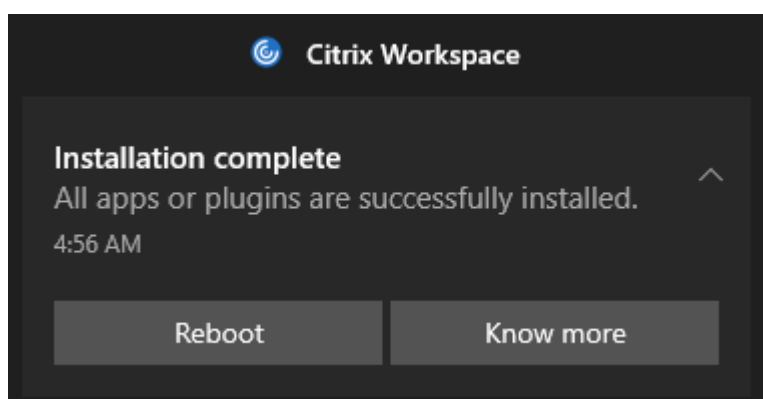 Citrix Workspace
Installation complete
All apps or plugins are successfully installed.
4:56 AM
Reboot
Know more